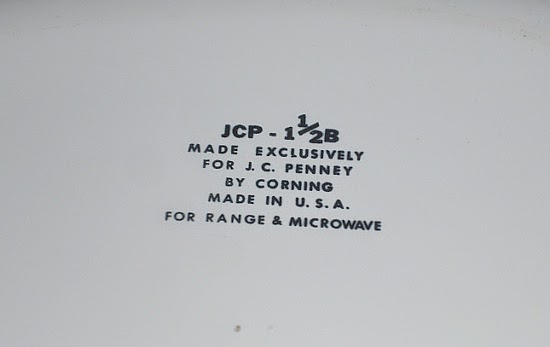 JCP - 1½B
MADE EXCLUSIVELY
FOR J. C. PENNEY
BY CORNING
MADE IN U. S. A.
FOR RANGE & MICROWAVE